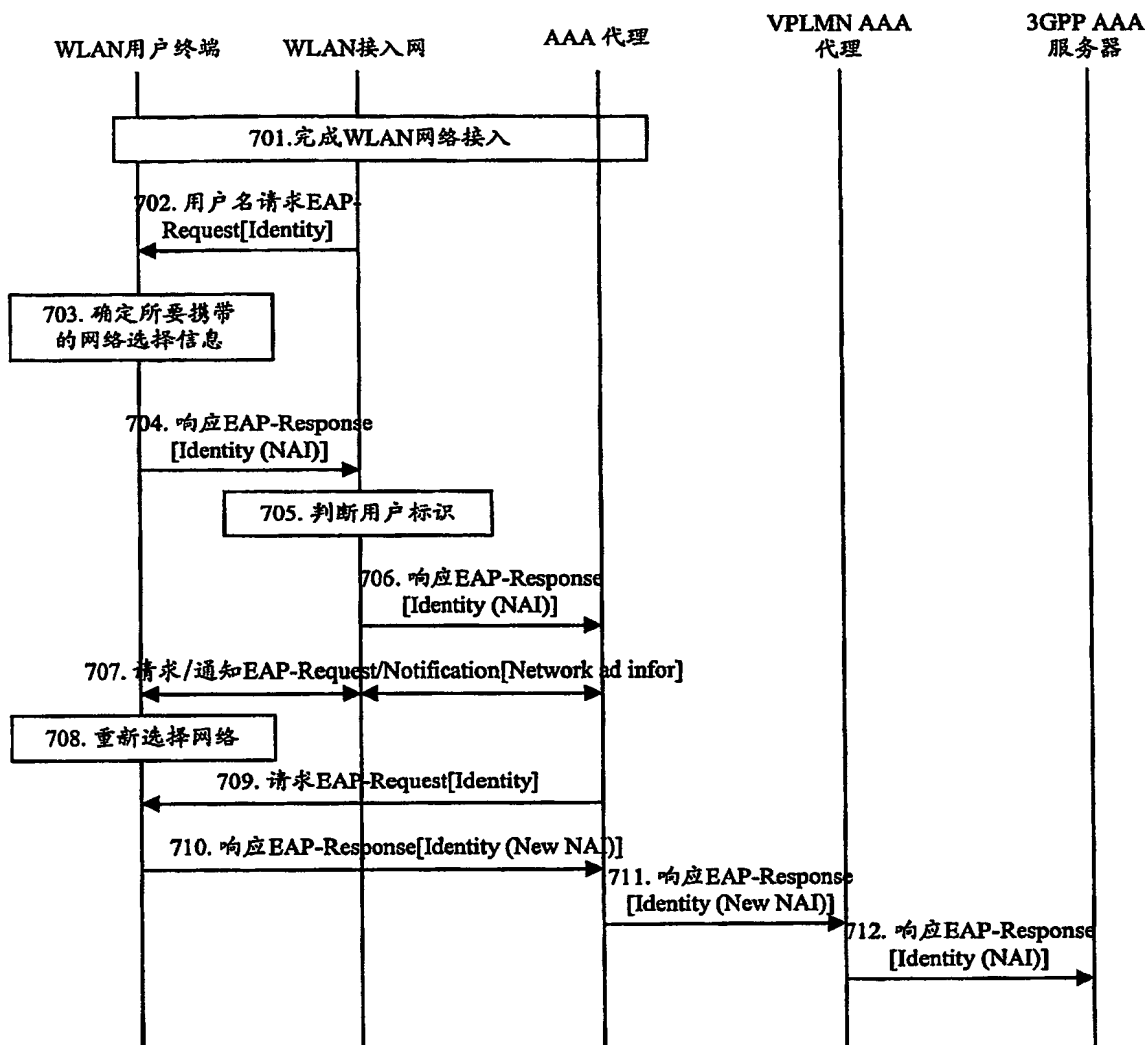 WLAN用户终端
WLAN接入网
AAA 代理
VPLMN AAA
代理
3GPP AAA
服务器
701.完成WLAN网络接入
702. 用户名请求EAP-
Request[Identity]
703. 确定所要携带
的网络选择信息
704. 响应EAP-Response
[Identity (NAI)]
705. 判断用户标识
706. 响应EAP-Response
[Identity (NAI)]
707. 请求/通知EAP-Request/Notification[Network ad infor]
708. 重新选择网络
709. 请求EAP-Request[Identity]
710. 响应EAP-Response[Identity (New NAI)]
711. 响应EAP-Response
[Identity (New NAI)]
712. 响应EAP-Response
[Identity (NAI)]